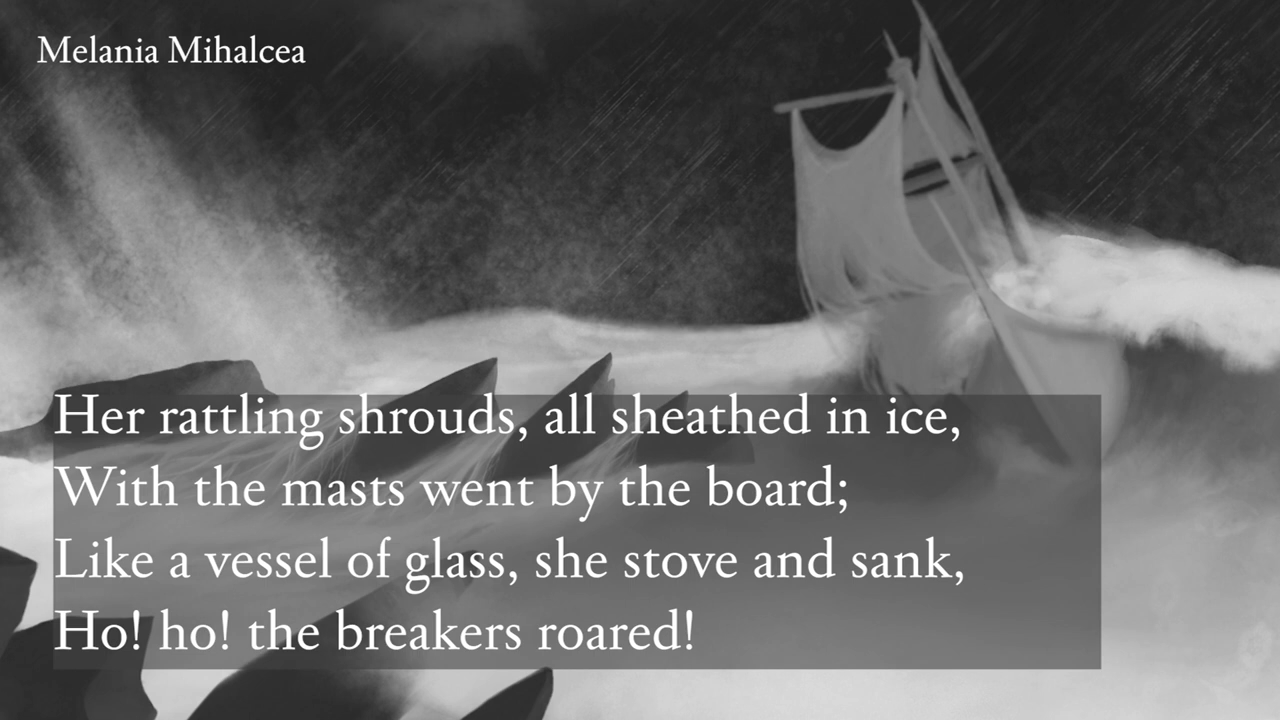 Melania Mihalcea
Her rattling shrouds, all sheathed in ice,
With the masts went by the board;
Like a vessel of glass, she stove and sank,
Ho! ho! the breakers roared!